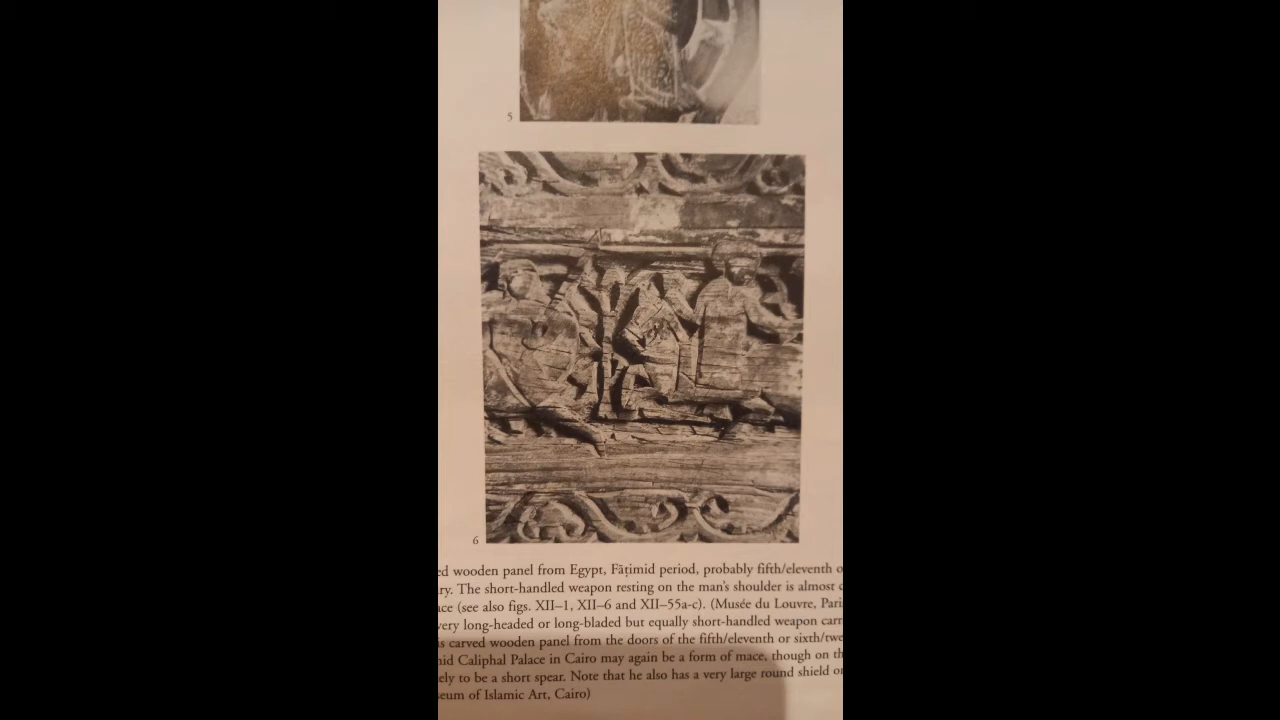 5
6
ed wooden panel from Egypt, Fāṭimid period, probably fifth/eleventh o
ry. The short-handled weapon resting on the man's shoulder is almost c
ace (see also figs. XII–1, XII–6 and XII–55a-c). (Musée du Louvre, Pari
very long-headed or long-bladed but equally short-handled weapon carr
is carved wooden panel from the doors of the fifth/eleventh or sixth/twe
nid Caliphal Palace in Cairo may again be a form of mace, though on th
ely to be a short spear. Note that he also has a very large round shield on
seum of Islamic Art, Cairo)